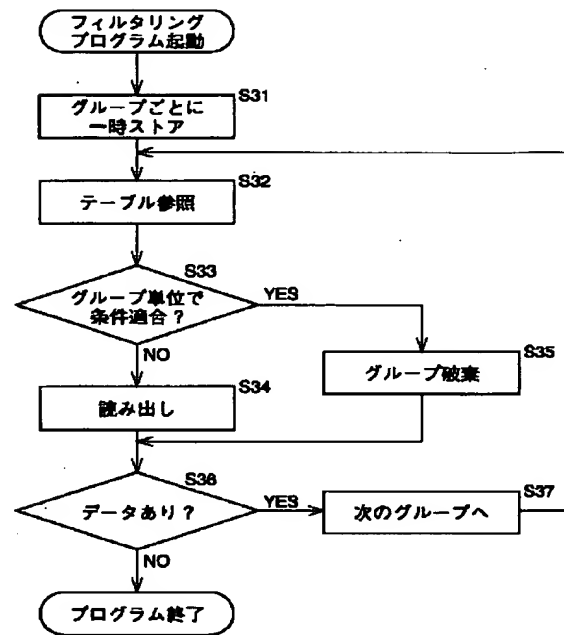 フィルタリング
プログラム起動
S31
グループごとに
一時ストア
S32
テーブル参照
S33
グループ単位で
条件適合？
YES
NO
S35
グループ破棄
S34
読み出し
S36
データあり？
YES
NO
S37
次のグループへ
プログラム終了